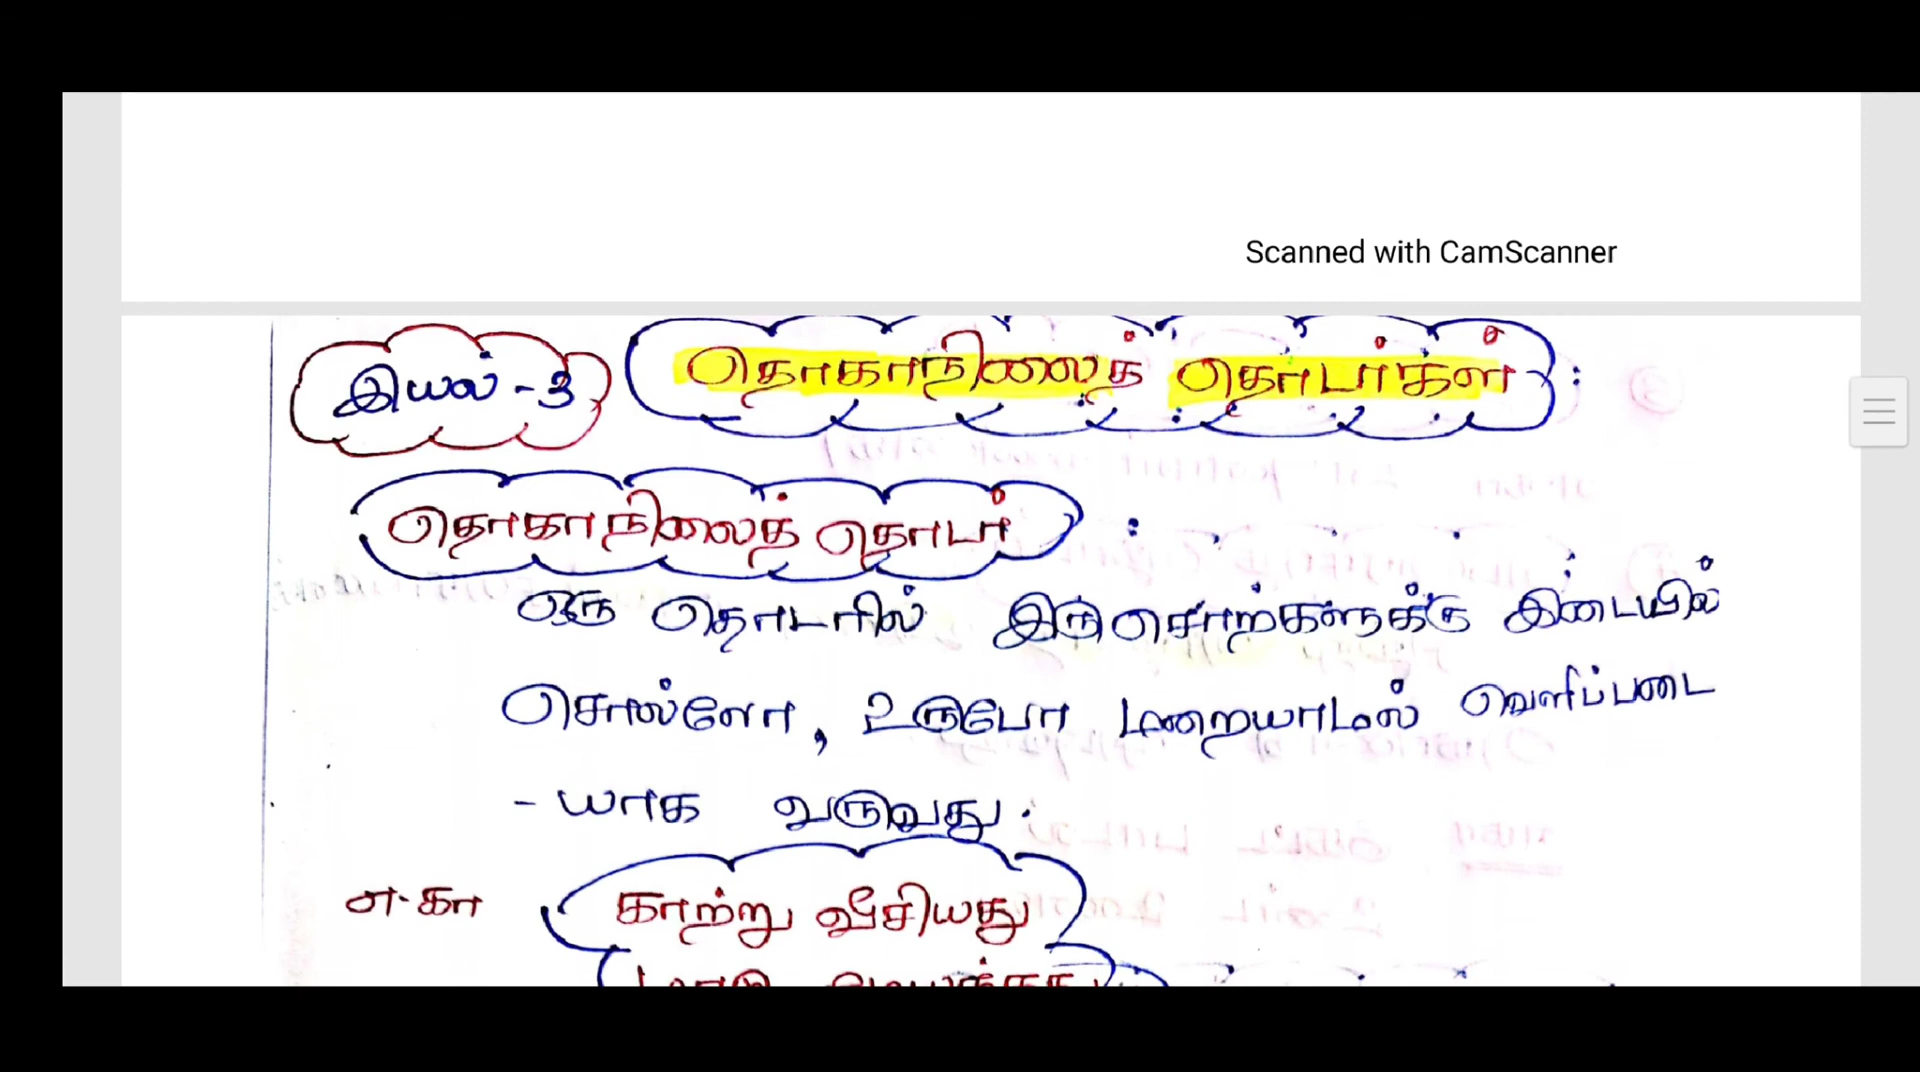 Scanned with CamScanner
இயல் - 3 தொகாநிலைத் தொடர்கள் :
தொகாநிலைத் தொடர் :
ஒரு தொடரில் இருசொற்களுக்கு இடையில்
சொல்லோ, உருபோ மறையாமல் வெளிப்படை
- யாக வருவது.
எ.கா காற்று வீசியது